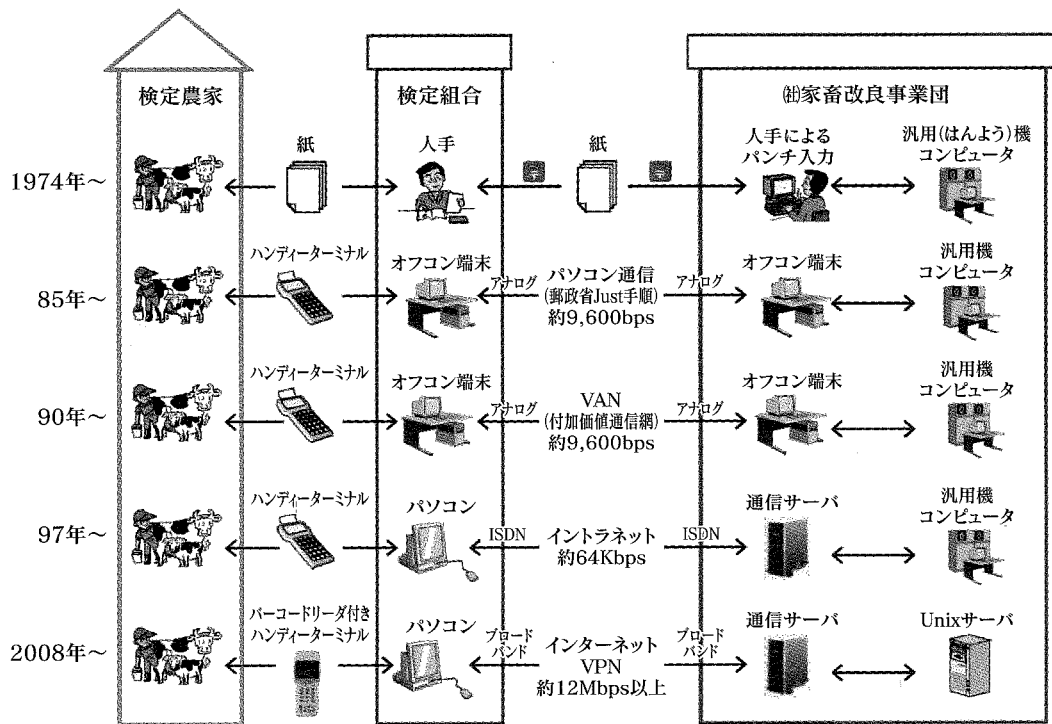 検定農家
検定組合
㈳家畜改良事業団
1974年～
紙
人手
紙
人手による
パンチ入力
汎用(はんよう)機
コンピュータ
85年～
ハンディーターミナル
オフコン端末
アナログ
パソコン通信
(郵政省Just手順)
約9,600bps
アナログ
オフコン端末
汎用機
コンピュータ
90年～
ハンディーターミナル
オフコン端末
アナログ
VAN
(付加価値通信網)
約9,600bps
アナログ
オフコン端末
汎用機
コンピュータ
97年～
ハンディーターミナル
パソコン
ISDN
イントラネット
約64Kbps
ISDN
通信サーバ
汎用機
コンピュータ
2008年～
バーコードリーダ付き
ハンディーターミナル
パソコン
ブロード
バンド
インターネット
VPN
約12Mbps以上
ブロード
バンド
通信サーバ
Unixサーバ